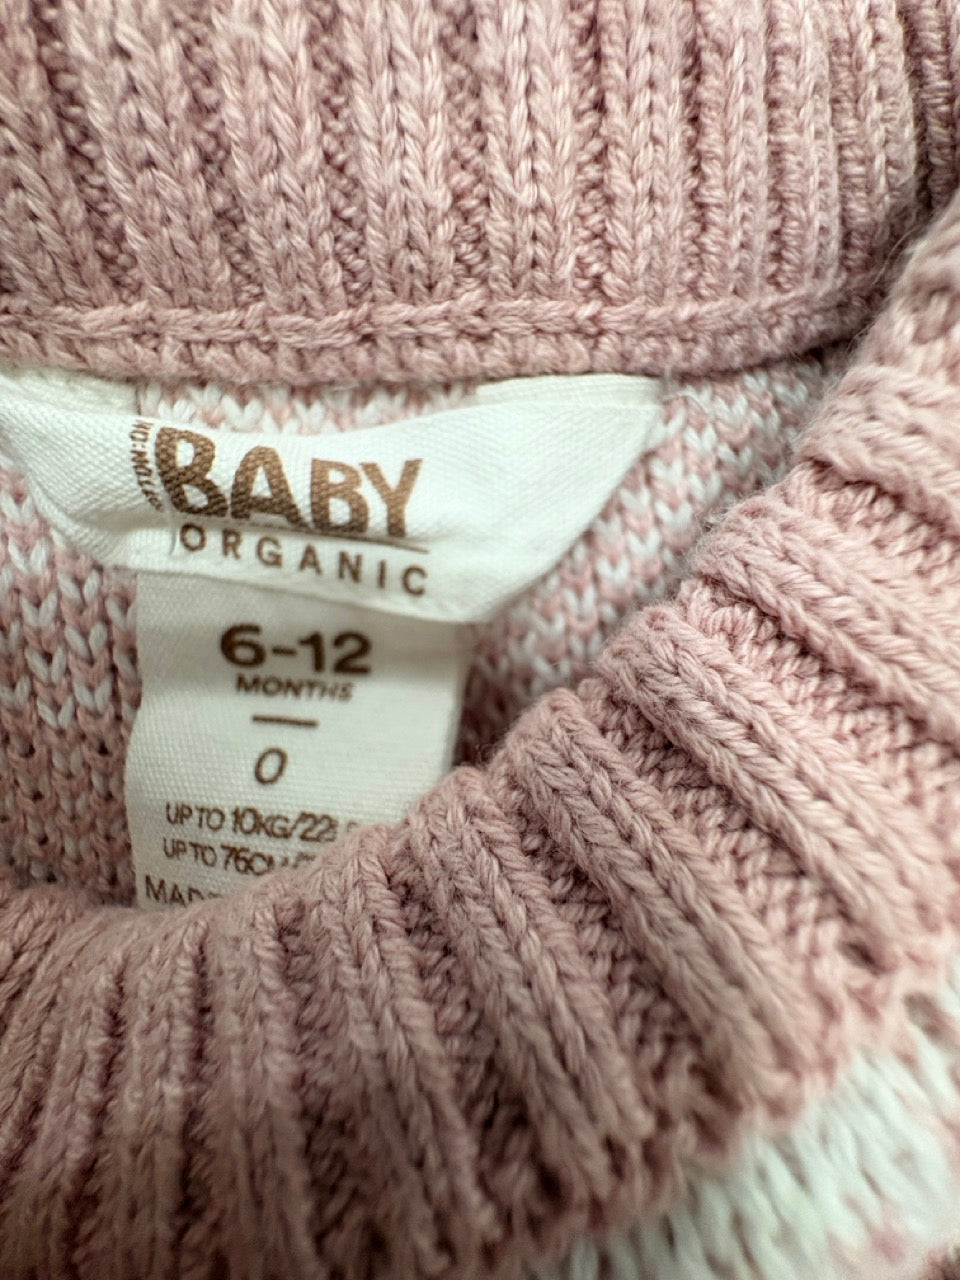 BABY
ORGANIC
6-12
MONTHS
0
UP TO 10KG/22
UP TO 76CM